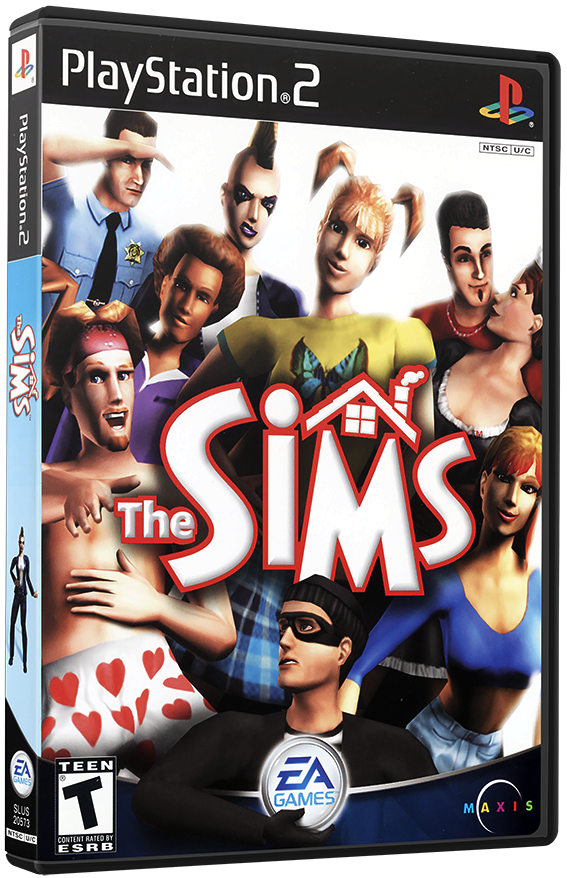 PlayStation®2
NTSC U/C
The SiMS
TM
TEEN
T
®
CONTENT RATED BY
ESRB
EA
GAMES
MAXIS
PlayStation®2
The SiMS
EA
GAMES
SLUS
20573
NTSC U/C